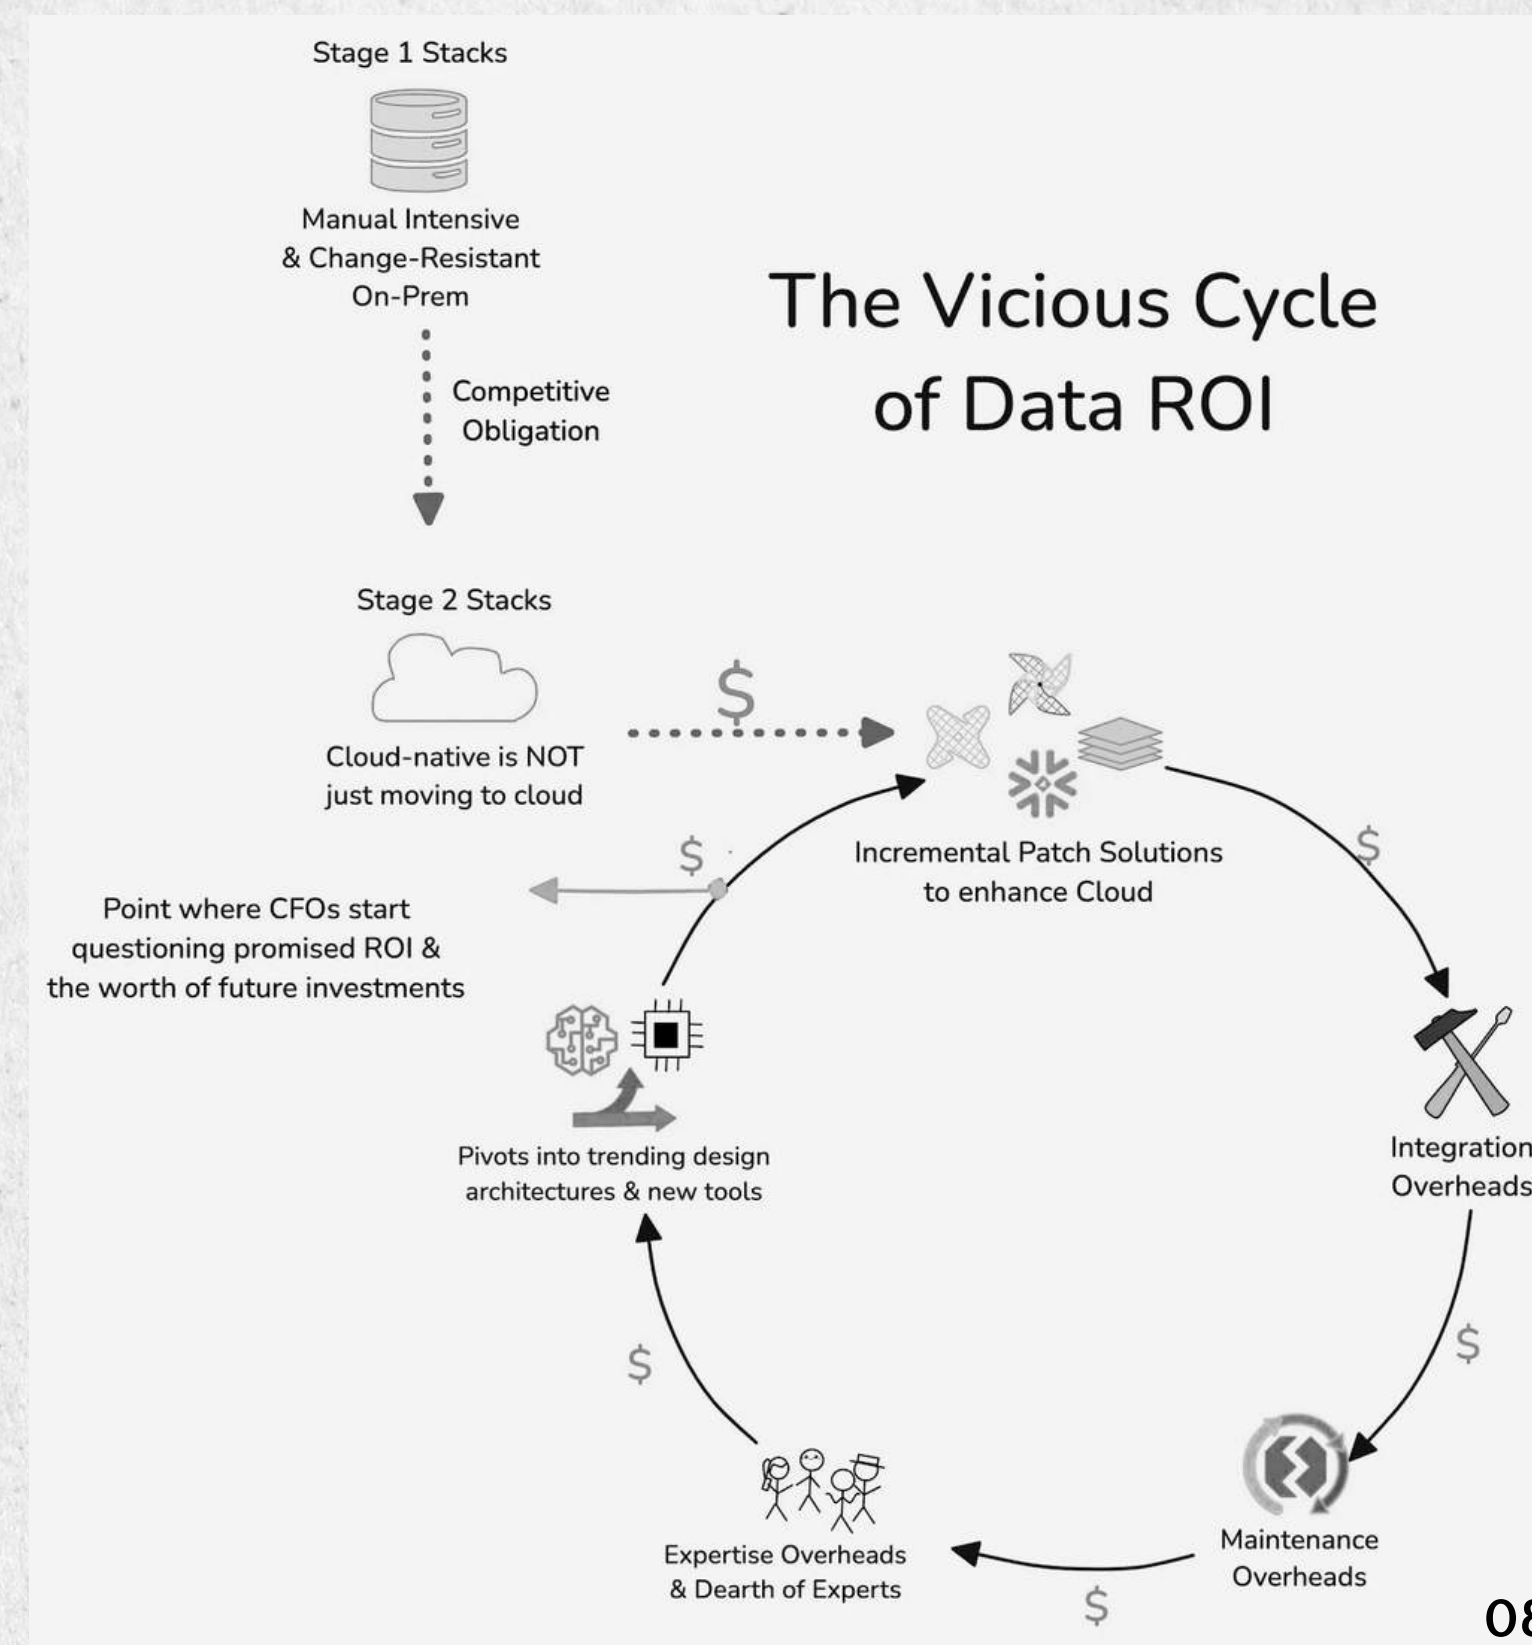 Stage 1 Stacks
Manual Intensive
& Change-Resistant
On-Prem
The Vicious Cycle
of Data ROI
Competitive
Obligation
Stage 2 Stacks
$
Cloud-native is NOT
just moving to cloud
$
$
Incremental Patch Solutions
to enhance Cloud
Point where CFOs start
questioning promised ROI &
the worth of future investments
Integration
Overheads
Pivots into trending design
architectures & new tools
$
$
Maintenance
Overheads
Expertise Overheads
& Dearth of Experts
$
08